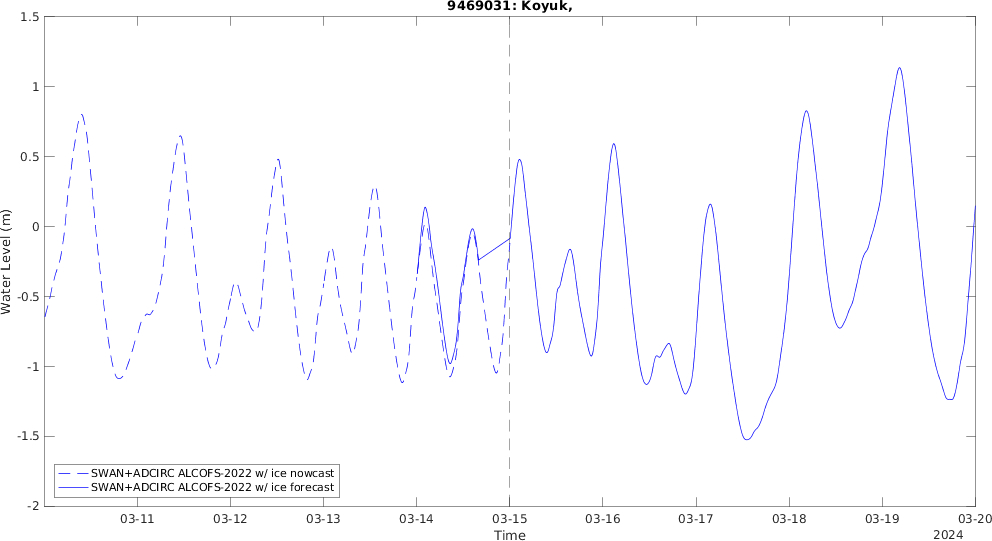 9469031: Koyuk,
1.5
1
0.5
0
-0.5
-1
-1.5
-2
Water Level (m)
SWAN+ADCIRC ALCOFS-2022 w/ ice nowcast
SWAN+ADCIRC ALCOFS-2022 w/ ice forecast
03-11 03-12 03-13 03-14 03-15 03-16 03-17 03-18 03-19 03-20
Time
2024